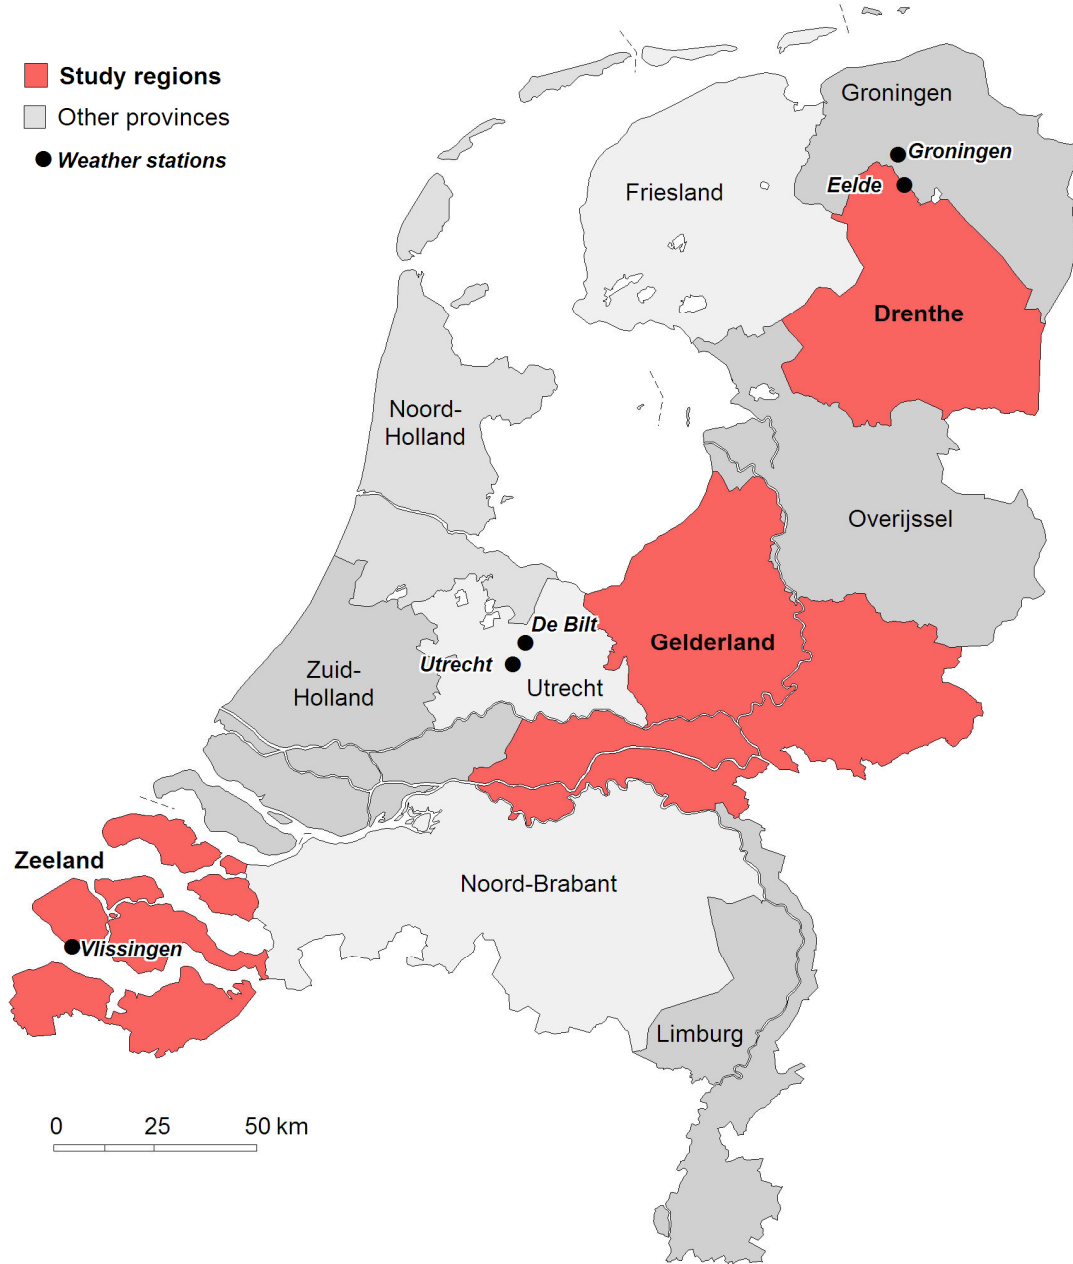 Study regions
Other provinces
Weather stations
Groningen
Groningen
Eelde
Friesland
Drenthe
Noord-
Holland
Overijssel
De Bilt
Utrecht
Gelderland
Utrecht
Zuid-
Holland
Zeeland
Noord-Brabant
Vlissingen
Limburg
0 25 50 km